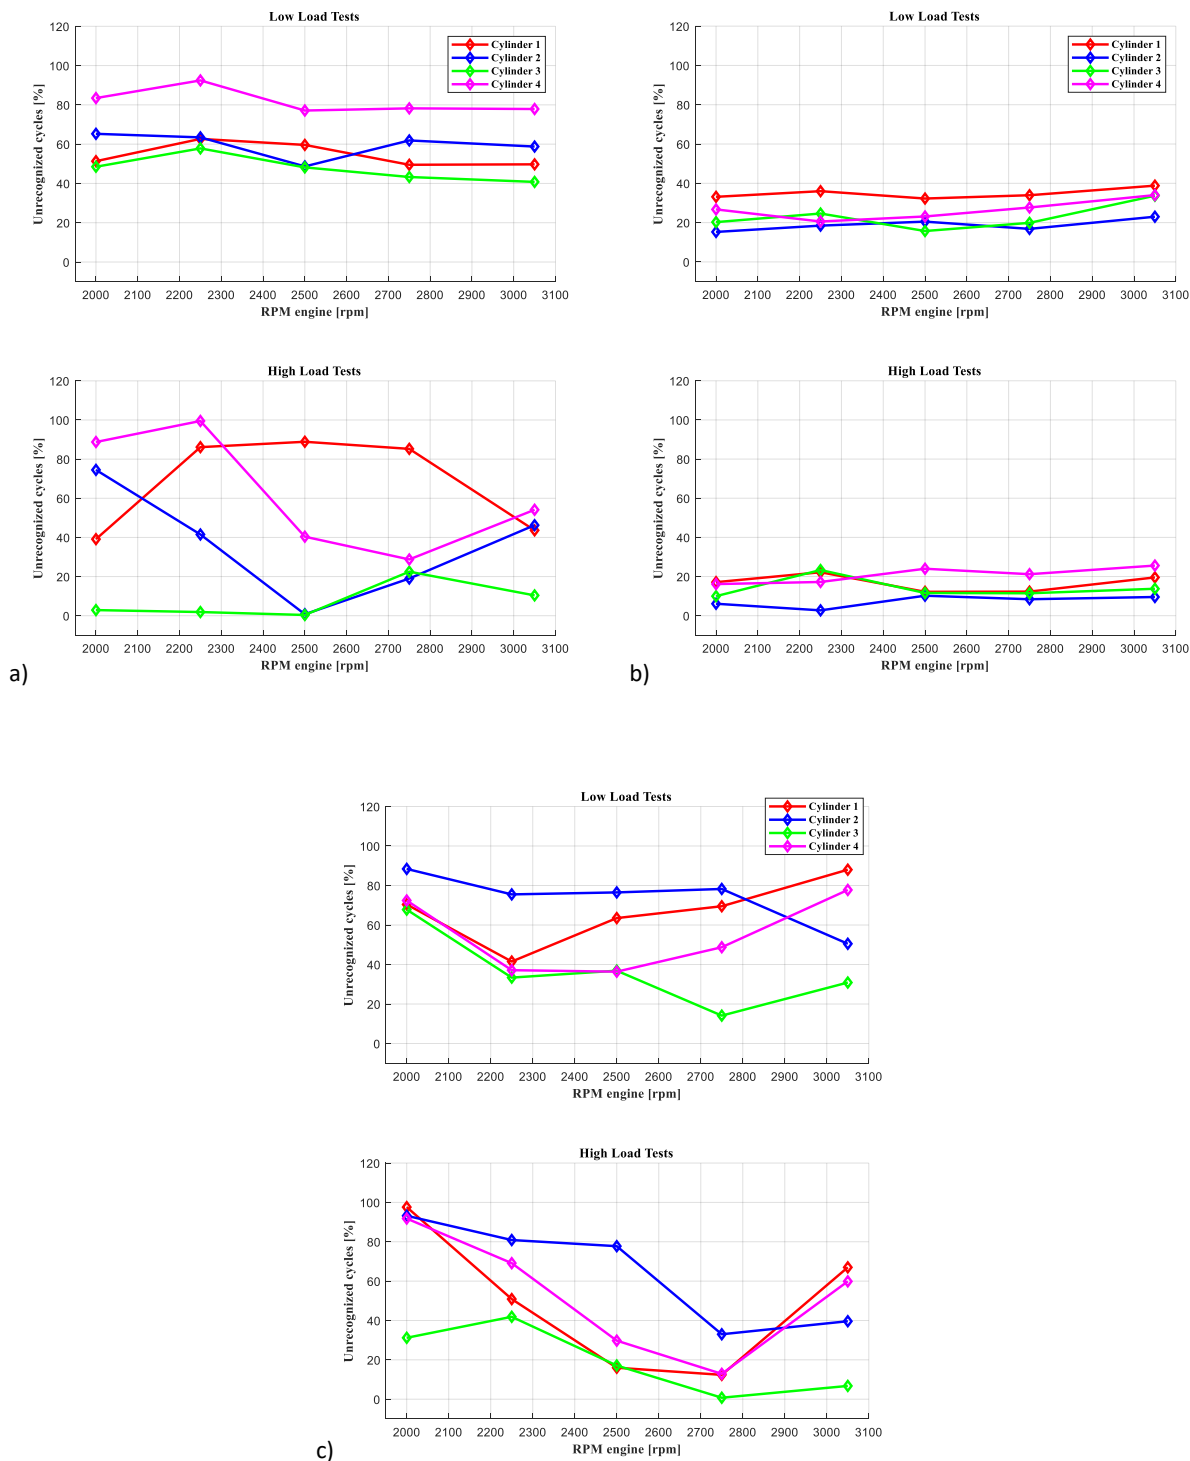 Low Load Tests
120
100
80
60
40
20
0
Unrecognized cycles [%]
Cylinder 1
Cylinder 2
Cylinder 3
Cylinder 4
2000 2100 2200 2300 2400 2500 2600 2700 2800 2900 3000 3100
RPM engine [rpm]
High Load Tests
120
100
80
60
40
20
0
Unrecognized cycles [%]
2000 2100 2200 2300 2400 2500 2600 2700 2800 2900 3000 3100
RPM engine [rpm]
a)
Low Load Tests
120
100
80
60
40
20
0
Unrecognized cycles [%]
Cylinder 1
Cylinder 2
Cylinder 3
Cylinder 4
2000 2100 2200 2300 2400 2500 2600 2700 2800 2900 3000 3100
RPM engine [rpm]
High Load Tests
120
100
80
60
40
20
0
Unrecognized cycles [%]
2000 2100 2200 2300 2400 2500 2600 2700 2800 2900 3000 3100
RPM engine [rpm]
b)
Low Load Tests
120
100
80
60
40
20
0
Unrecognized cycles [%]
Cylinder 1
Cylinder 2
Cylinder 3
Cylinder 4
2000 2100 2200 2300 2400 2500 2600 2700 2800 2900 3000 3100
RPM engine [rpm]
High Load Tests
120
100
80
60
40
20
0
Unrecognized cycles [%]
2000 2100 2200 2300 2400 2500 2600 2700 2800 2900 3000 3100
RPM engine [rpm]
c)